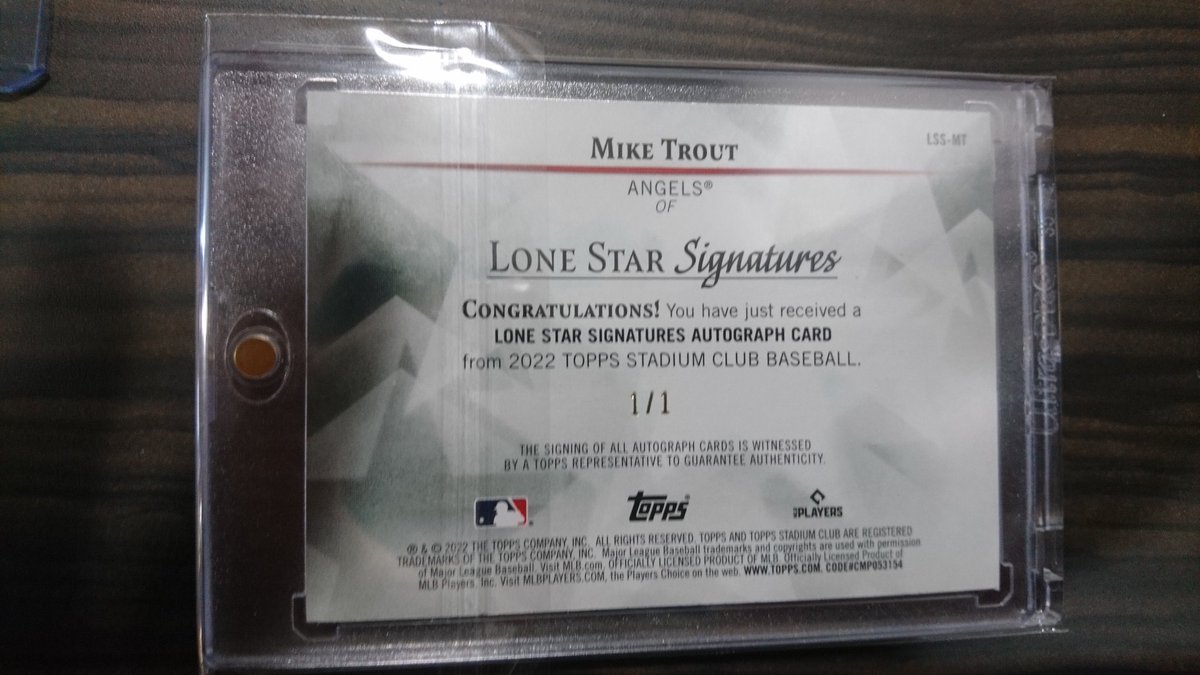 MIKE TROUT
LSS-MT
ANGELS®
OF
LONE STAR Signatures
CONGRATULATIONS! You have just received a
LONE STAR SIGNATURES AUTOGRAPH CARD
from 2022 TOPPS STADIUM CLUB BASEBALL.
1/1
THE SIGNING OF ALL AUTOGRAPH CARDS IS WITNESSED
BY A TOPPS REPRESENTATIVE TO GUARANTEE AUTHENTICITY.
topps®
PLAYERS
® & © 2022 THE TOPPS COMPANY, INC. ALL RIGHTS RESERVED. TOPPS AND TOPPS STADIUM CLUB ARE REGISTERED
TRADEMARKS OF THE TOPPS COMPANY, INC. Major League Baseball trademarks and copyrights are used with permission
of Major League Baseball. Visit MLB.com. OFFICIALLY LICENSED PRODUCT OF MLB. Officially Licensed Product of
MLB Players, Inc. Visit MLBPLAYERS.COM, the Players Choice on the web. WWW.TOPPS.COM. CODE#CMP053154